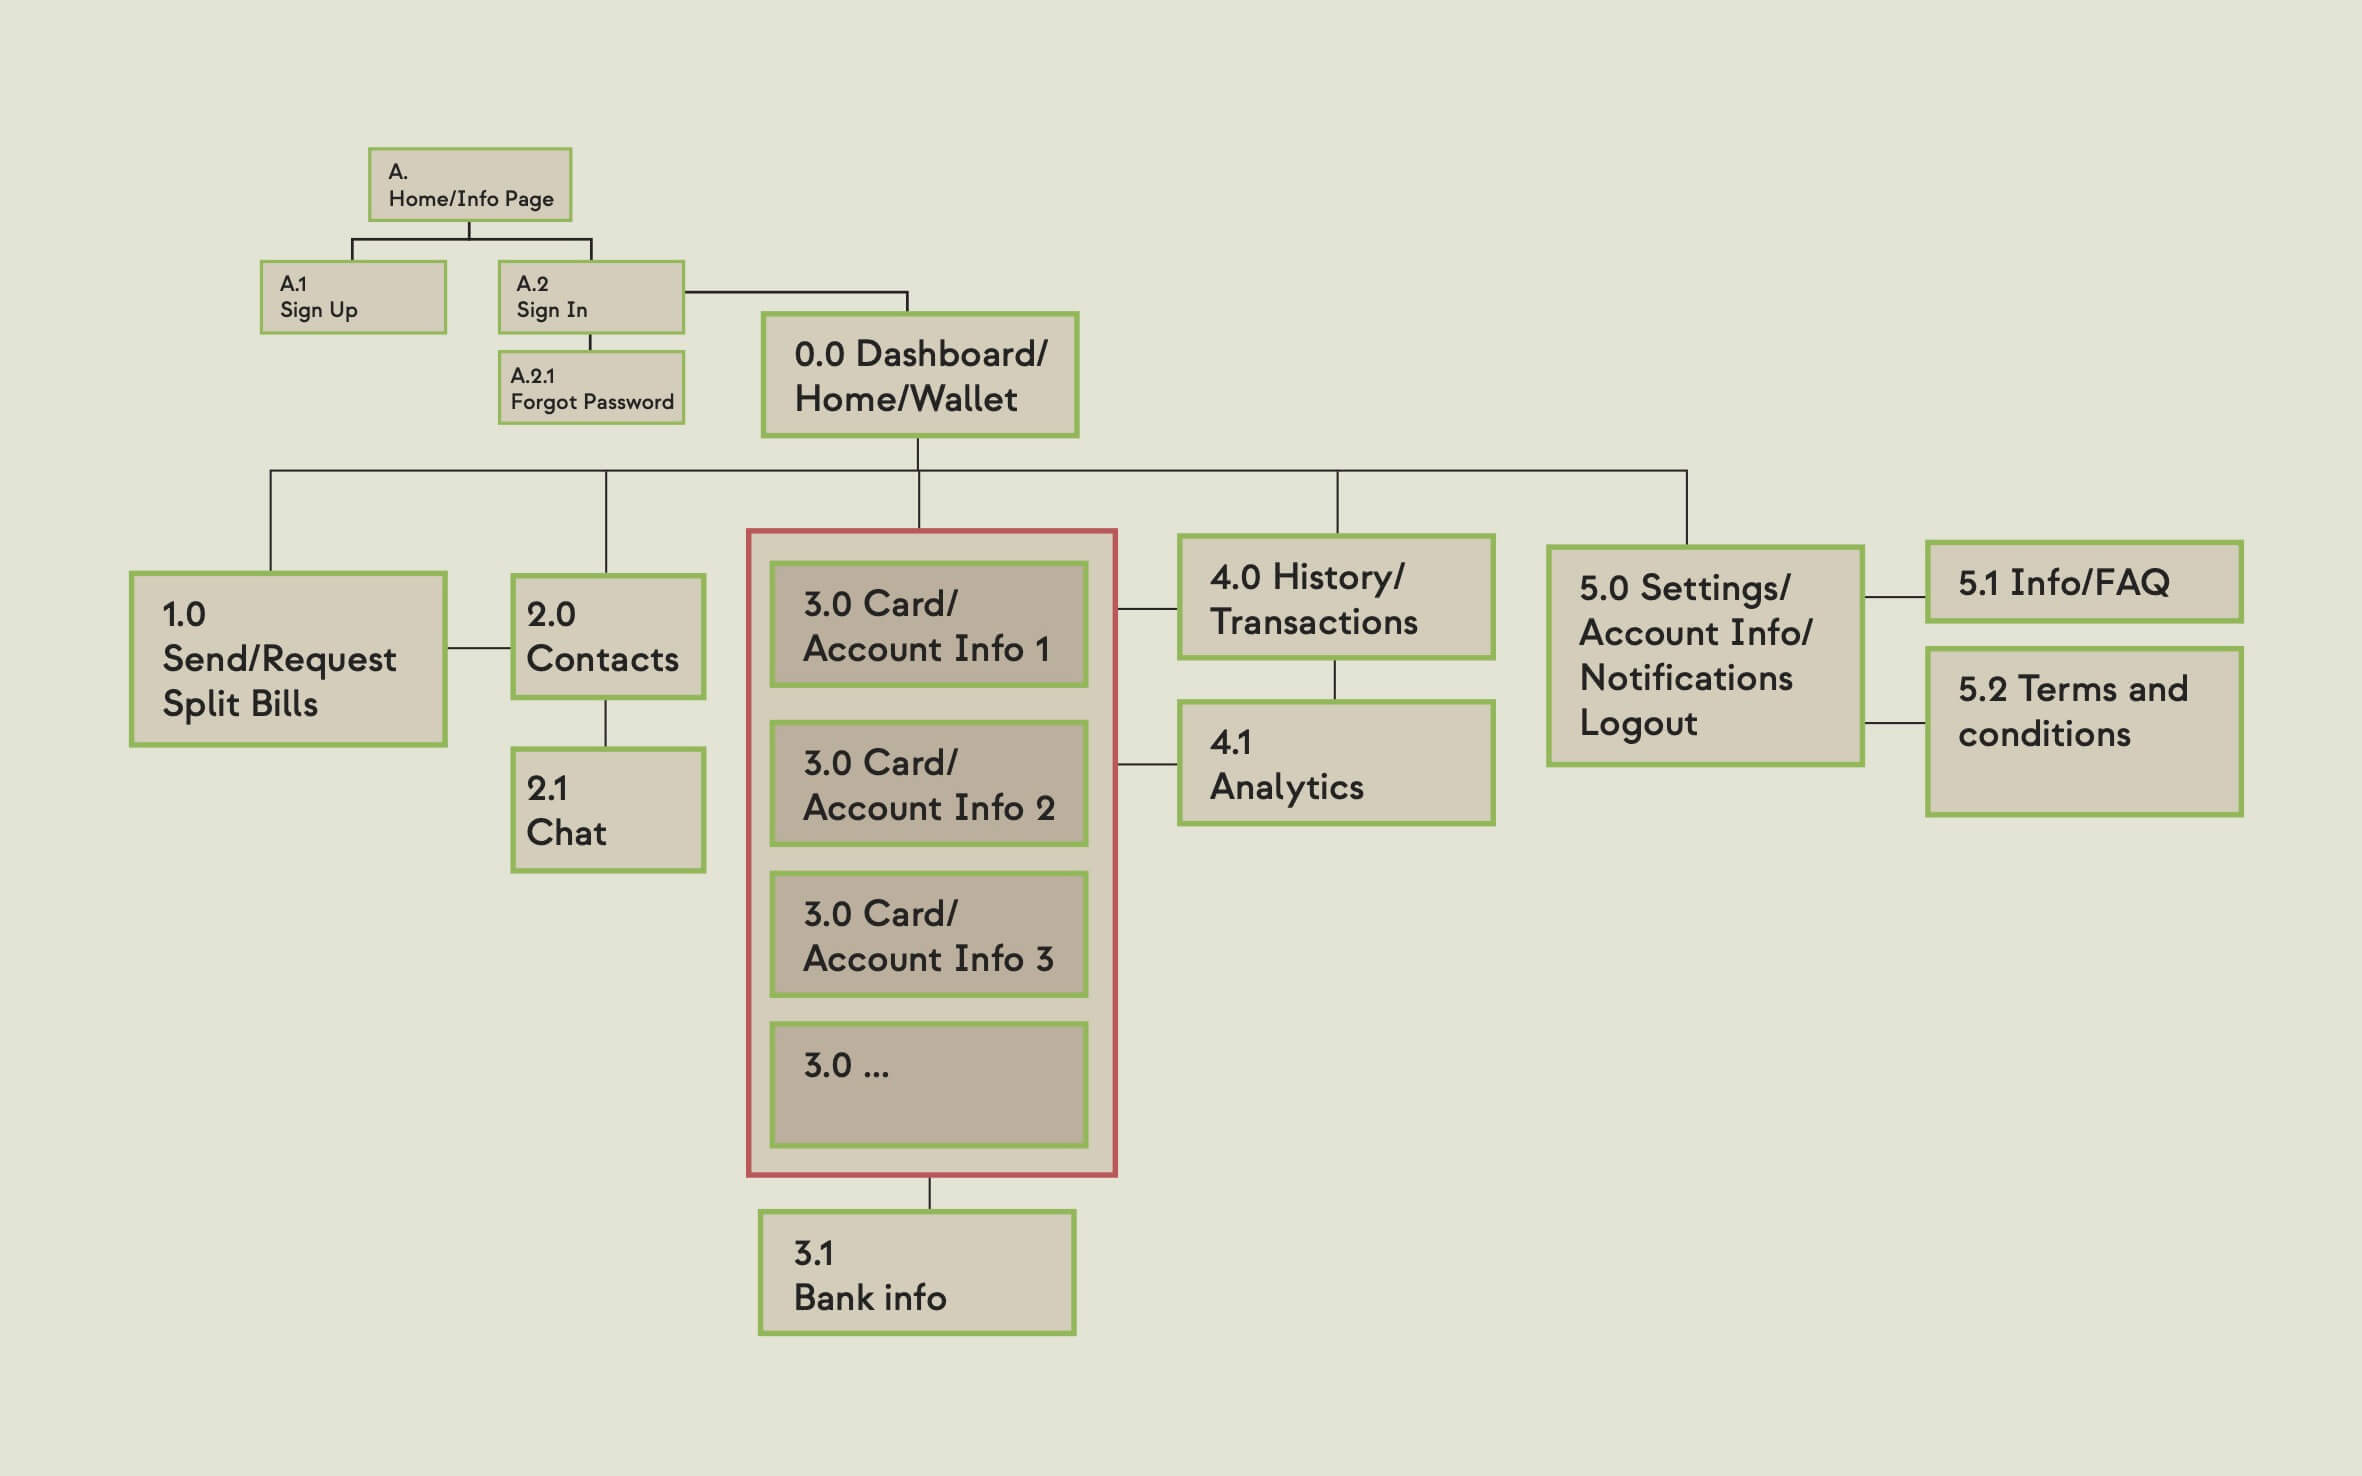 A.
Home/Info Page
A.1
Sign Up
A.2
Sign In
A.2.1
Forgot Password
0.0 Dashboard/
Home/Wallet
1.0
Send/Request
Split Bills
2.0
Contacts
2.1
Chat
3.0 Card/
Account Info 1
3.0 Card/
Account Info 2
3.0 Card/
Account Info 3
3.0 ...
3.1
Bank info
4.0 History/
Transactions
4.1
Analytics
5.0 Settings/
Account Info/
Notifications
Logout
5.1 Info/FAQ
5.2 Terms and
conditions